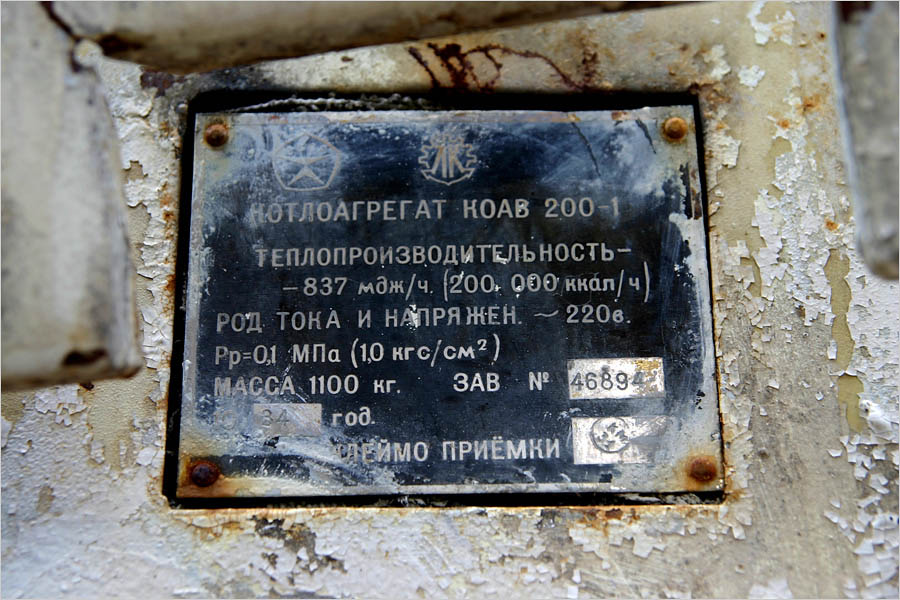 ЛК
КОТЛОАГРЕГАТ КОАВ 200-1
ТЕПЛОПРОИЗВОДИТЕЛЬНОСТЬ-
-837 мдж/ч. (200. 000 ккал/ч)
РОД ТОКА И НАПРЯЖЕН. ~ 220в.
Рр=0,1 МПа (1,0 кгс/см²)
МАССА 1100 кг. ЗАВ № 46894
84 год.
КЛЕЙМО ПРИЁМКИ